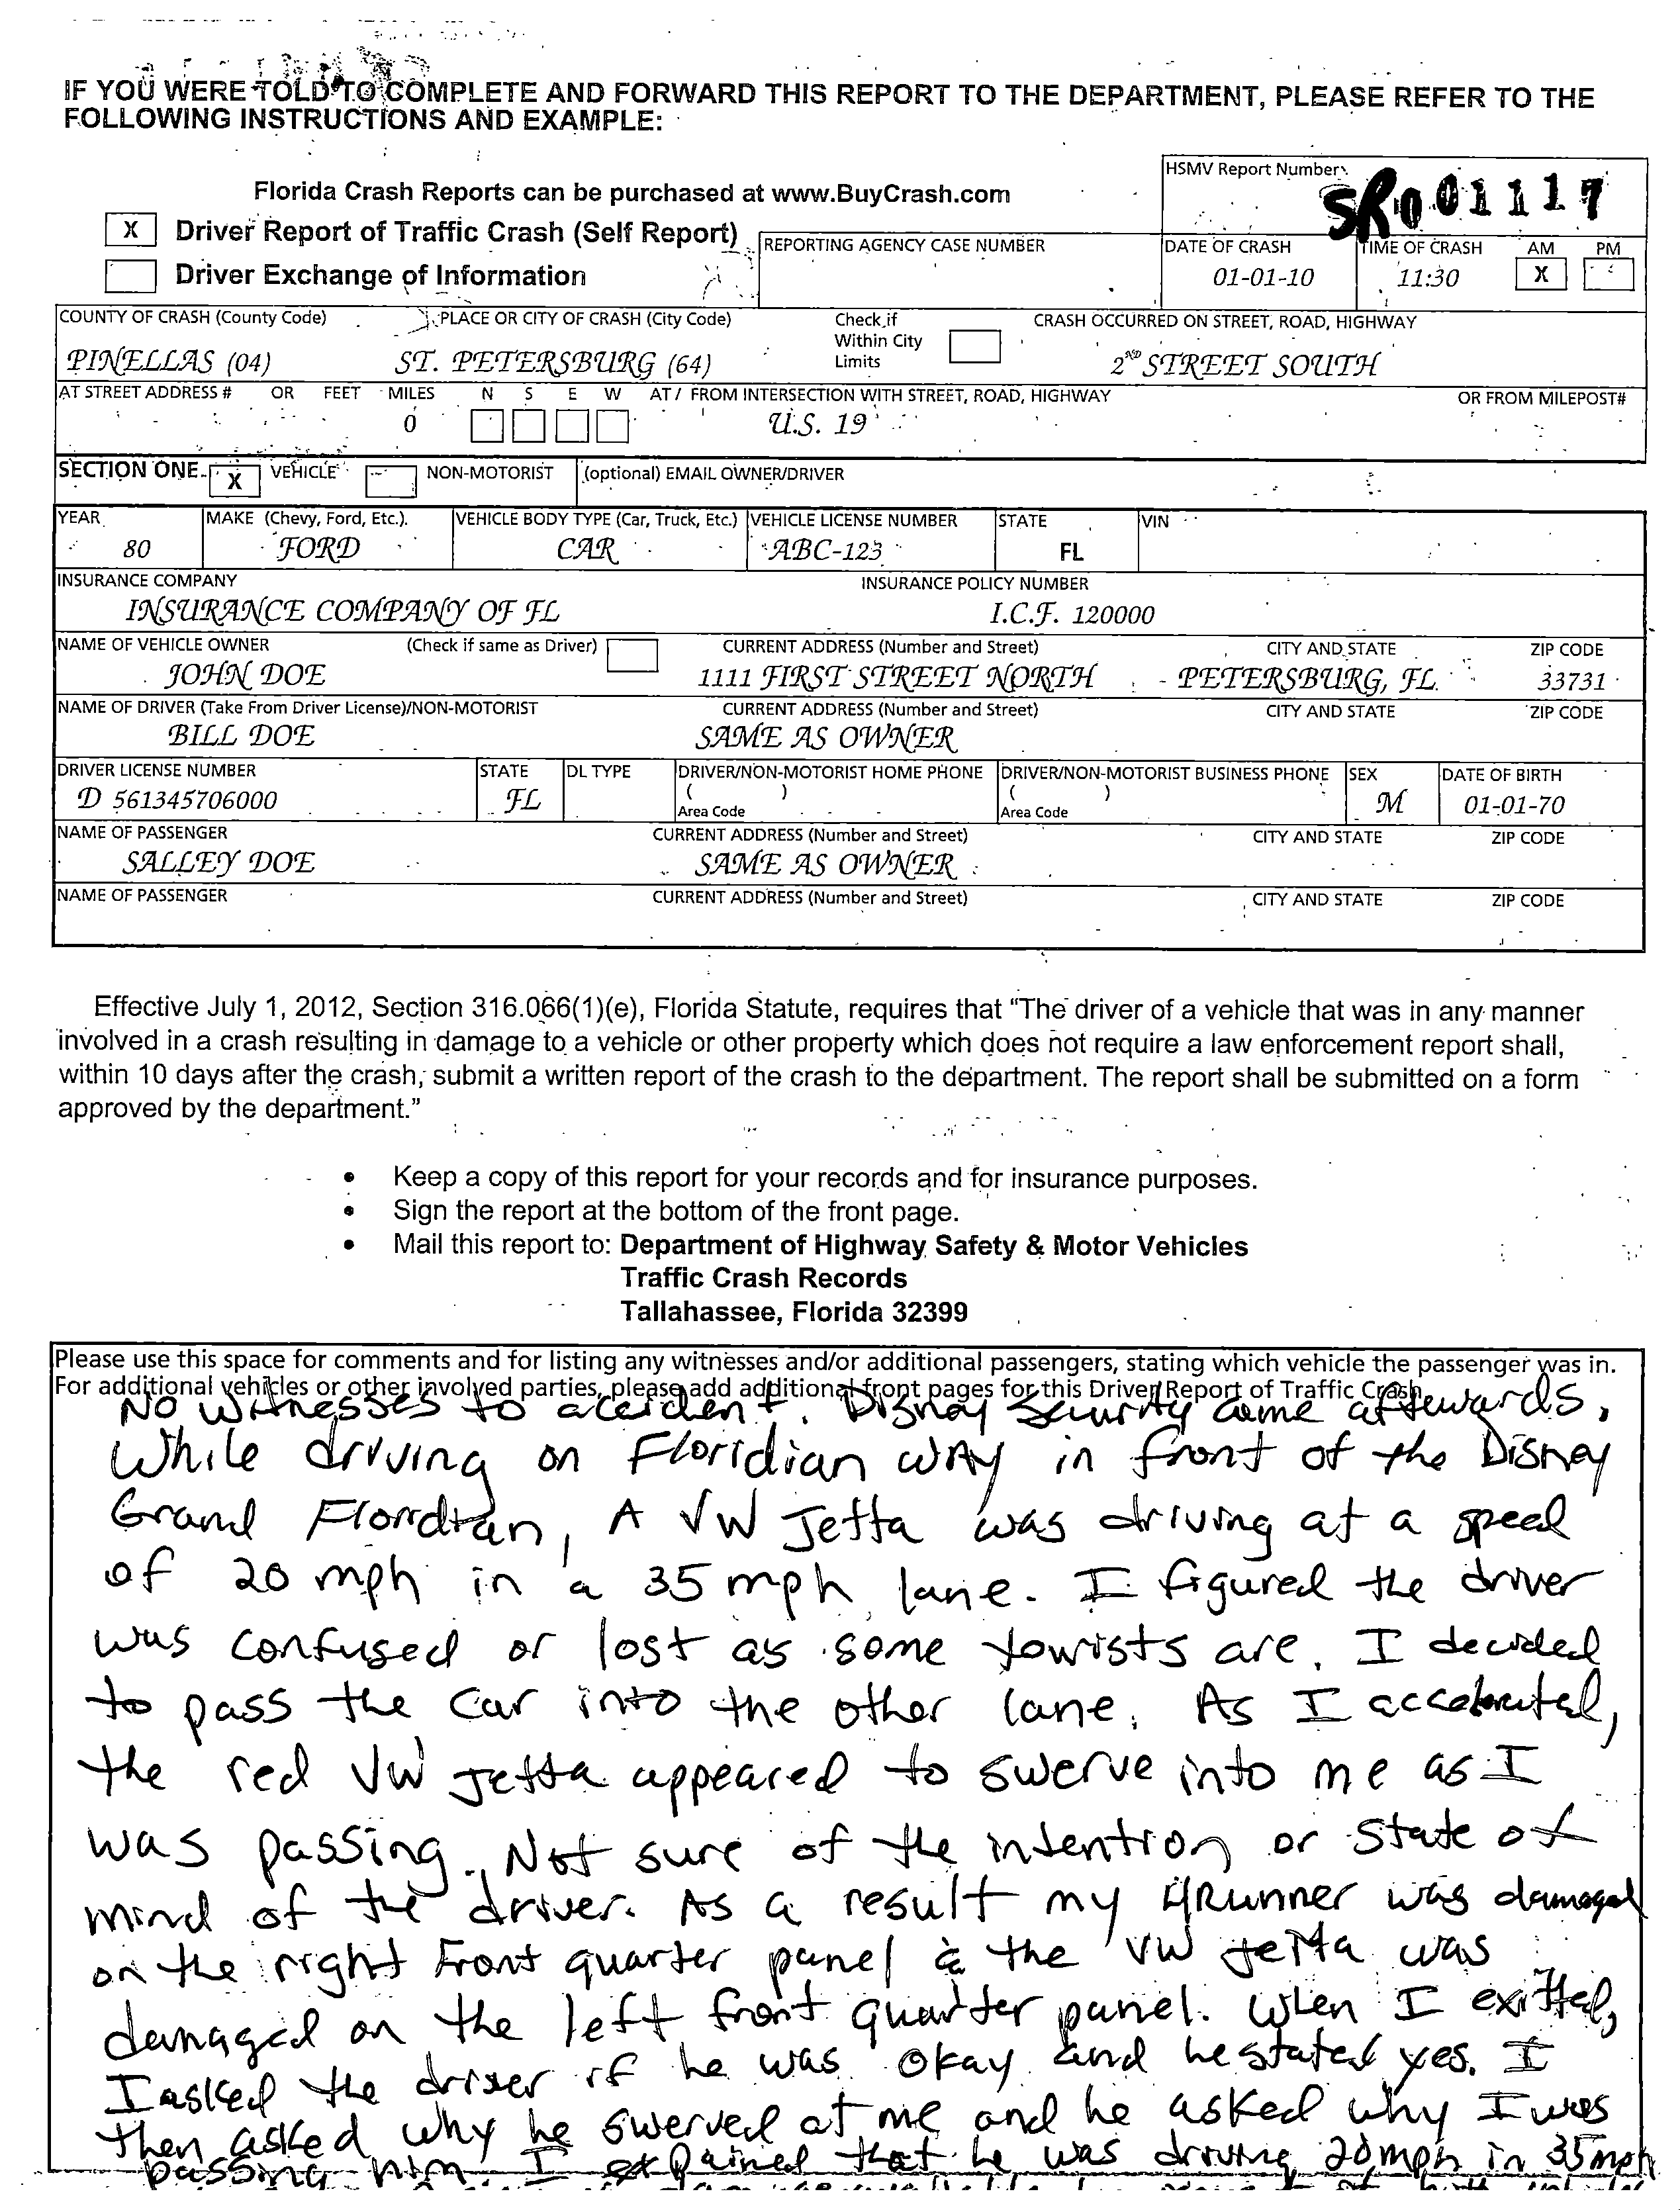 IF YOU WERE TOLD TO COMPLETE AND FORWARD THIS REPORT TO THE DEPARTMENT, PLEASE REFER TO THE
FOLLOWING INSTRUCTIONS AND EXAMPLE:
HSMV Report Number
SR0001117
Florida Crash Reports can be purchased at www.BuyCrash.com
X Driver Report of Traffic Crash (Self Report)
Driver Exchange of Information
REPORTING AGENCY CASE NUMBER
DATE OF CRASH TIME OF CRASH AM PM
01-01-10 11:30 X
COUNTY OF CRASH (County Code) PLACE OR CITY OF CRASH (City Code) Check if Within City Limits CRASH OCCURRED ON STREET, ROAD, HIGHWAY
PINELLAS (04) ST. PETERSBURG (64) 2ND STREET SOUTH
AT STREET ADDRESS # OR FEET MILES N S E W AT / FROM INTERSECTION WITH STREET, ROAD, HIGHWAY OR FROM MILEPOST#
0 U.S. 19
SECTION ONE X VEHICLE NON-MOTORIST (optional) EMAIL OWNER/DRIVER
YEAR MAKE (Chevy, Ford, Etc.) VEHICLE BODY TYPE (Car, Truck, Etc.) VEHICLE LICENSE NUMBER STATE VIN
80 FORD CAR ABC-123 FL
INSURANCE COMPANY INSURANCE POLICY NUMBER
INSURANCE COMPANY OF FL I.C.F. 120000
NAME OF VEHICLE OWNER (Check if same as Driver) CURRENT ADDRESS (Number and Street) CITY AND STATE ZIP CODE
JOHN DOE 1111 FIRST STREET NORTH PETERSBURG, FL 33731
NAME OF DRIVER (Take From Driver License)/NON-MOTORIST CURRENT ADDRESS (Number and Street) CITY AND STATE ZIP CODE
BILL DOE SAME AS OWNER
DRIVER LICENSE NUMBER STATE DL TYPE DRIVER/NON-MOTORIST HOME PHONE DRIVER/NON-MOTORIST BUSINESS PHONE SEX DATE OF BIRTH
D 561345706000 FL ( ) Area Code ( ) Area Code M 01-01-70
NAME OF PASSENGER CURRENT ADDRESS (Number and Street) CITY AND STATE ZIP CODE
SALLEY DOE SAME AS OWNER
NAME OF PASSENGER CURRENT ADDRESS (Number and Street) CITY AND STATE ZIP CODE
Effective July 1, 2012, Section 316.066(1)(e), Florida Statute, requires that “The driver of a vehicle that was in any manner
involved in a crash resulting in damage to a vehicle or other property which does not require a law enforcement report shall,
within 10 days after the crash, submit a written report of the crash to the department. The report shall be submitted on a form
approved by the department.”
• Keep a copy of this report for your records and for insurance purposes.
• Sign the report at the bottom of the front page.
• Mail this report to: Department of Highway Safety & Motor Vehicles
Traffic Crash Records
Tallahassee, Florida 32399
Please use this space for comments and for listing any witnesses and/or additional passengers, stating which vehicle the passenger was in.
For additional vehicles or other involved parties, please add additional front pages for this Driver Report of Traffic Crash.
No witnesses to accident. Disney Security came aftewards.
While driving on Floridian way in front of the Disney
Grand Flordian, A VW Jetta was driving at a speed
of 20 mph in a 35 mph lane. I figured the driver
was confused or lost as some towrists are. I decided
to pass the car into the other lane. As I accelerated,
the red VW Jetta appeared to swerve into me as I
was passing. Not sure of the intention or state of
mind of the driver. As a result my 4Runner was damaged
on the right Front quarter panel & the VW Jetta was
damaged on the left front quarter panel. When I exitted,
I asked the driver if he was okay and he stated yes. I
then asked why he swerved at me and he asked why I was
passing him. I explained that he was driving 20mph in 35mph